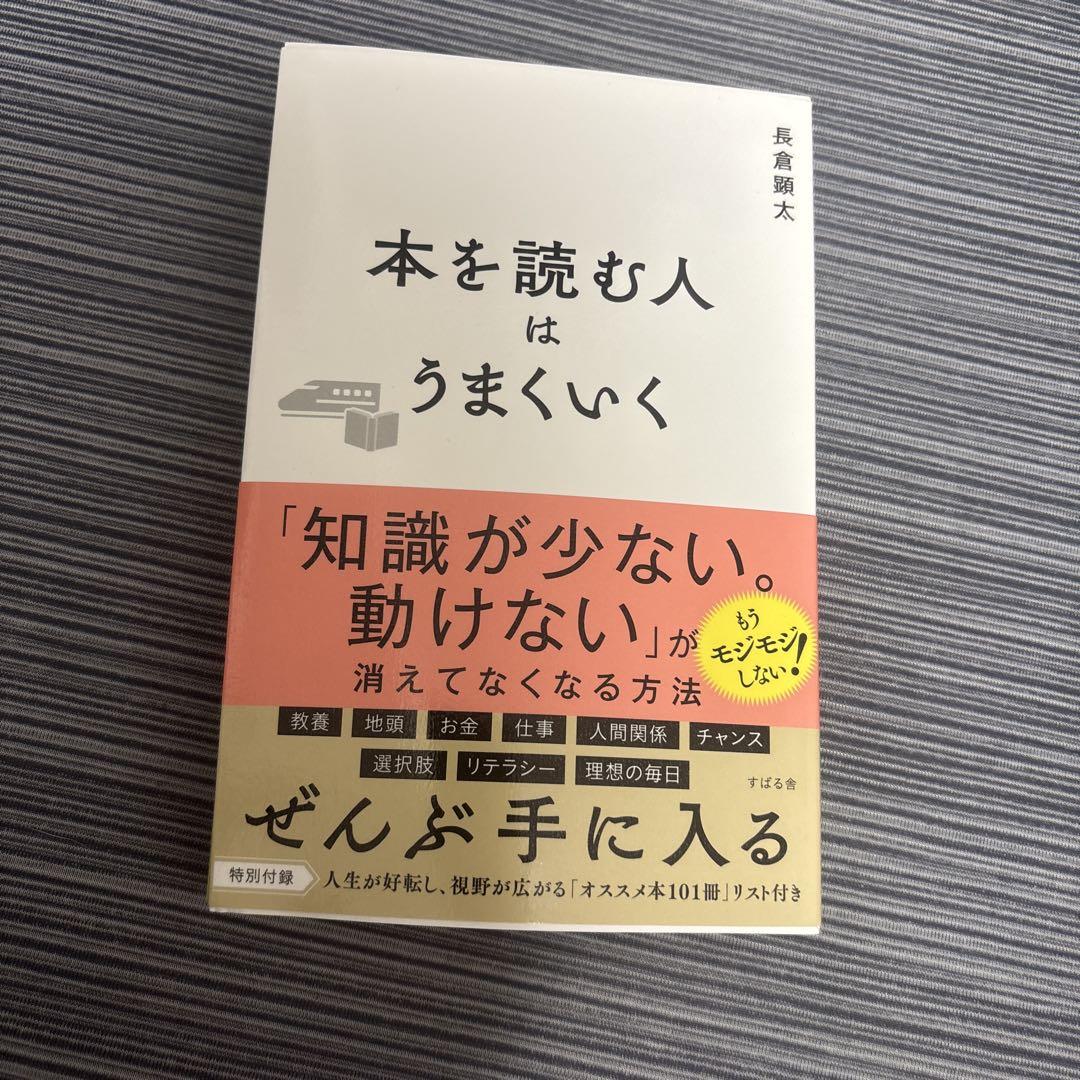 長倉顕太
本を読む人
は
うまくいく
「知識が少ない。
動けない」が
消えてなくなる方法
もう
モジモジ
しない!
教養 地頭 お金 仕事 人間関係 チャンス
選択肢 リテラシー 理想の毎日
すばる舎
ぜんぶ手に入る
特別付録
人生が好転し、視野が広がる「オススメ本101冊」リスト付き